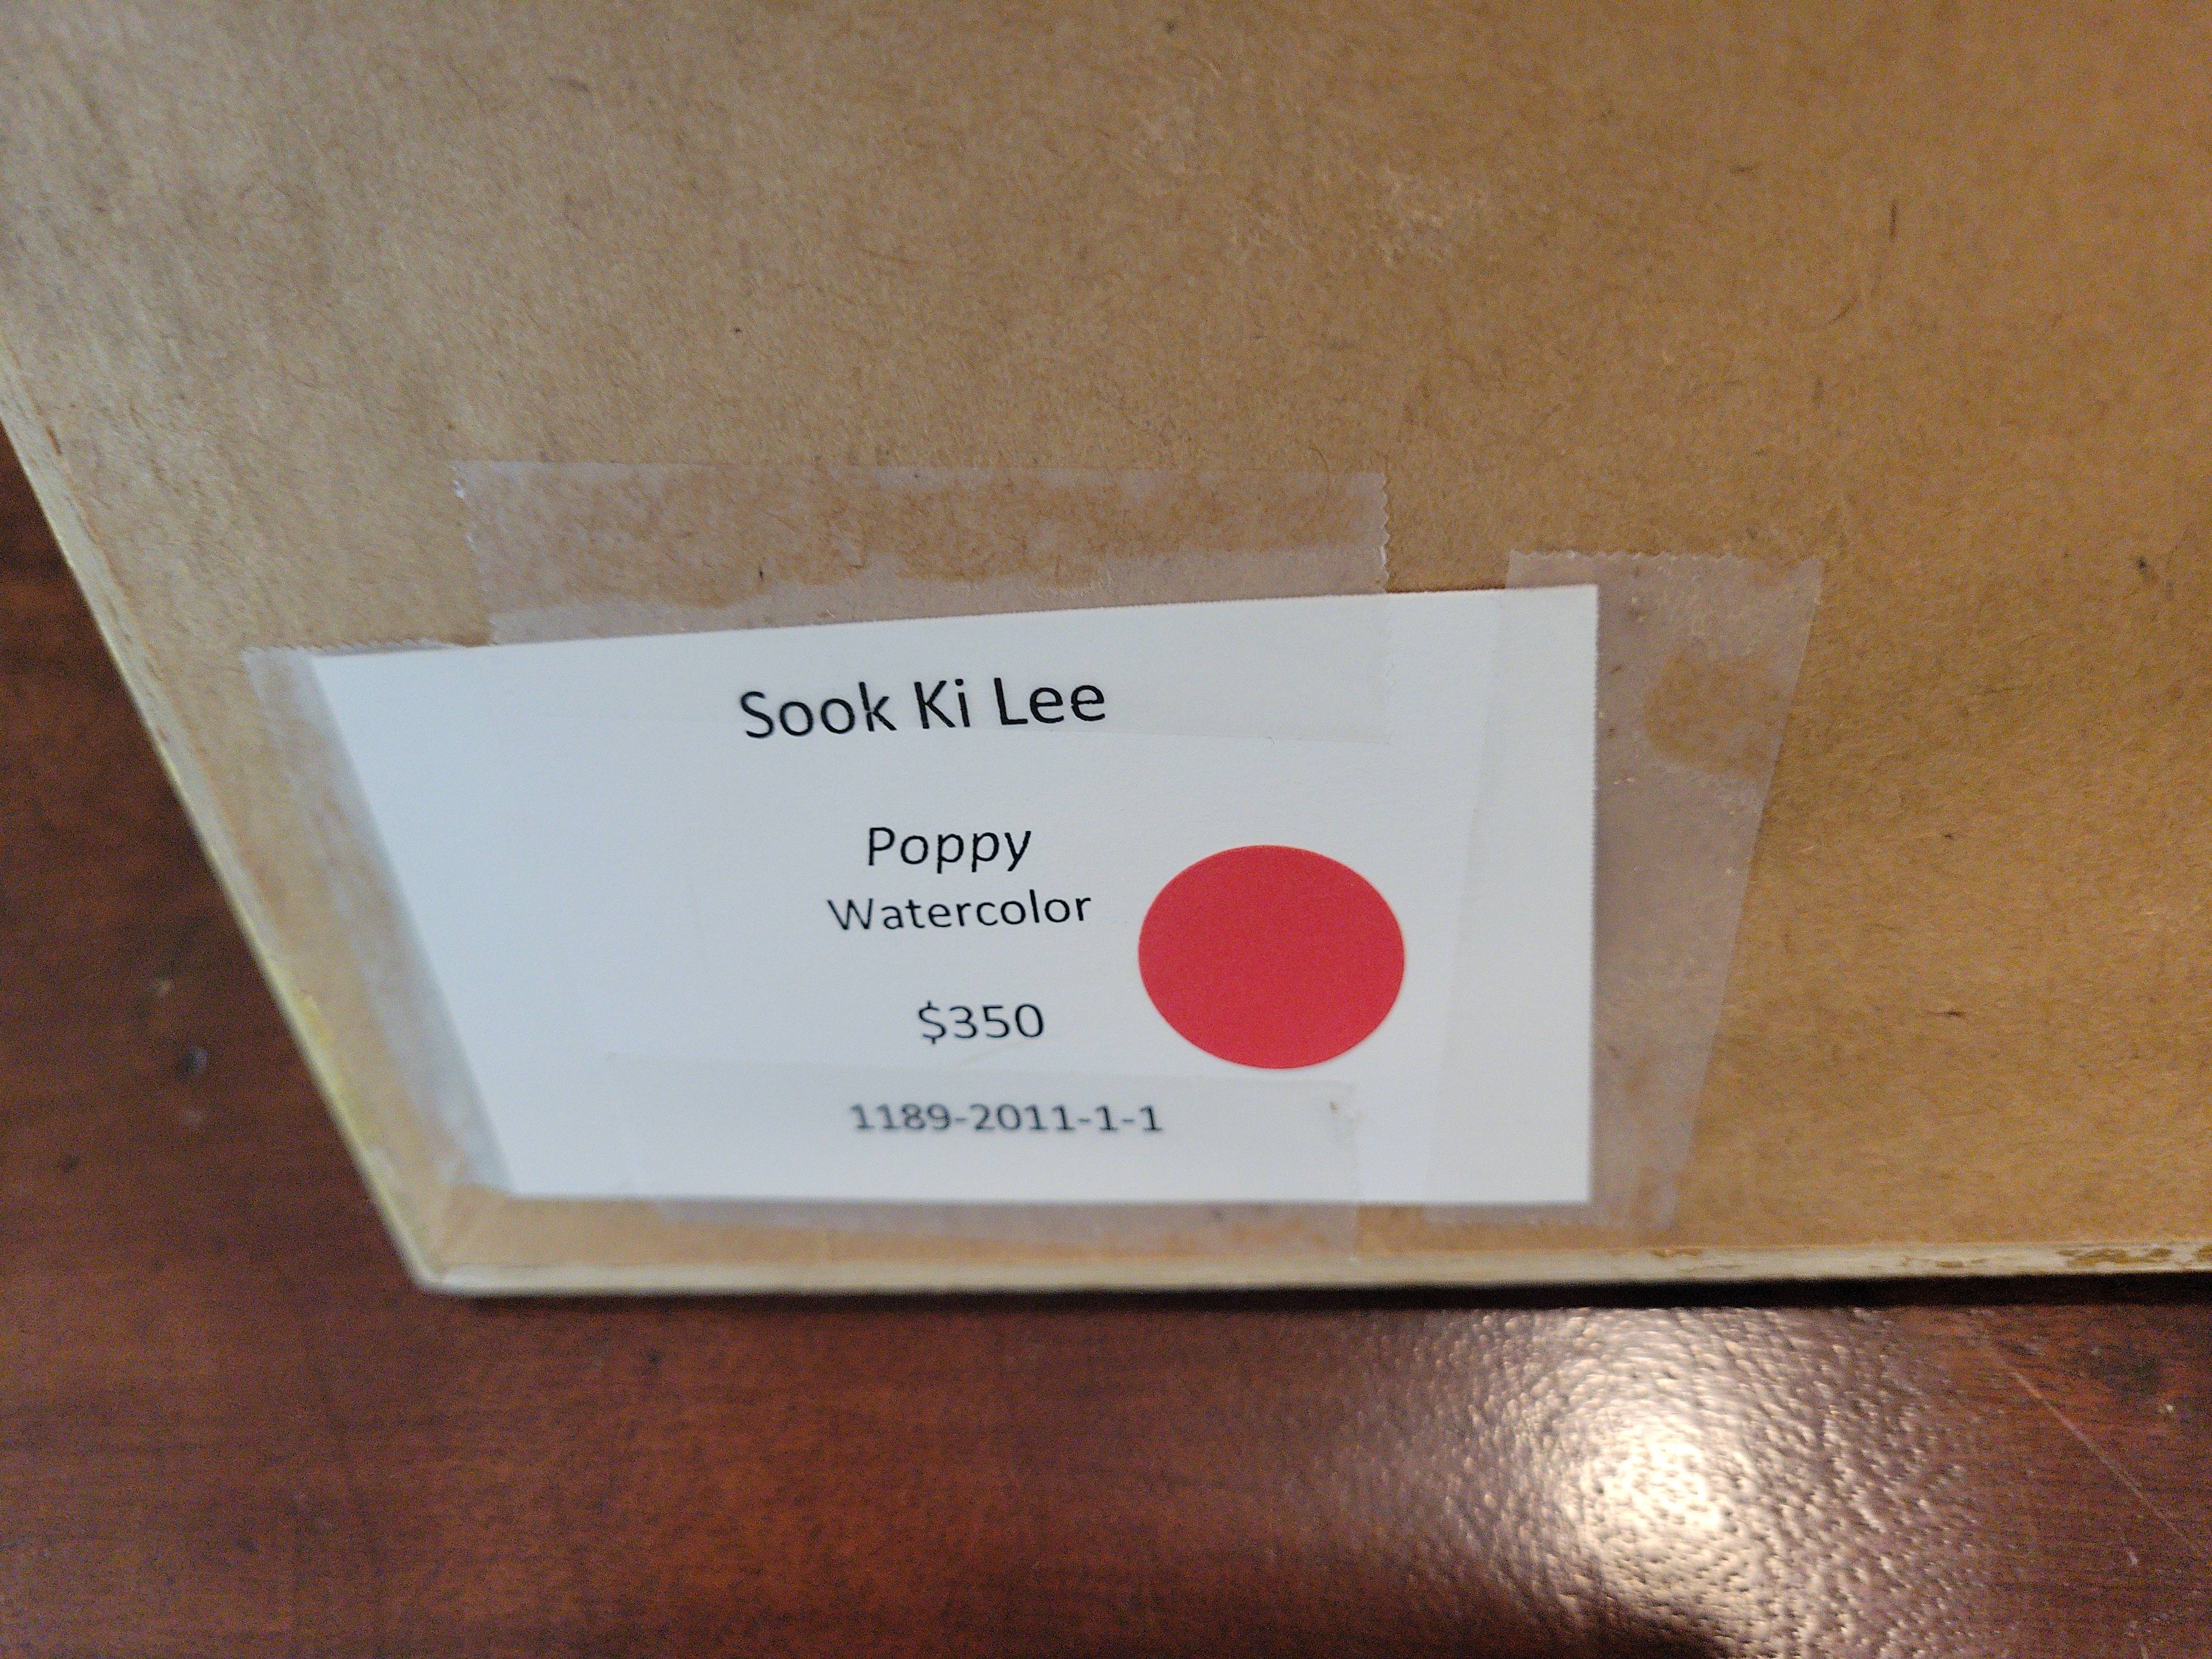 Sook Ki Lee
Poppy
Watercolor
$350
1189-2011-1-1